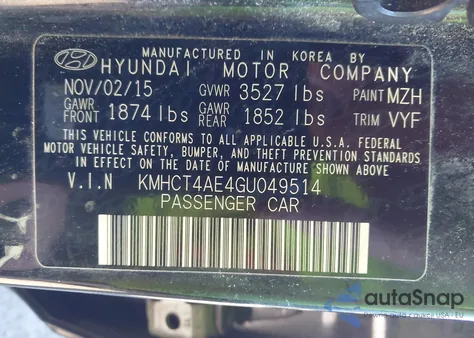 MANUFACTURED IN KOREA BY
HYUNDAI MOTOR COMPANY
NOV/02/15 GVWR 3527 lbs PAINT MZH
GAWR FRONT 1874 lbs GAWR REAR 1852 lbs TRIM VYF
THIS VEHICLE CONFORMS TO ALL APPLICABLE U.S.A. FEDERAL
MOTOR VEHICLE SAFETY, BUMPER, AND THEFT PREVENTION STANDARDS
IN EFFECT ON THE DATE OF MANUFACTURE SHOWN ABOVE.
V.I.N KMHCT4AE4GU049514
PASSENGER CAR
autaSnap